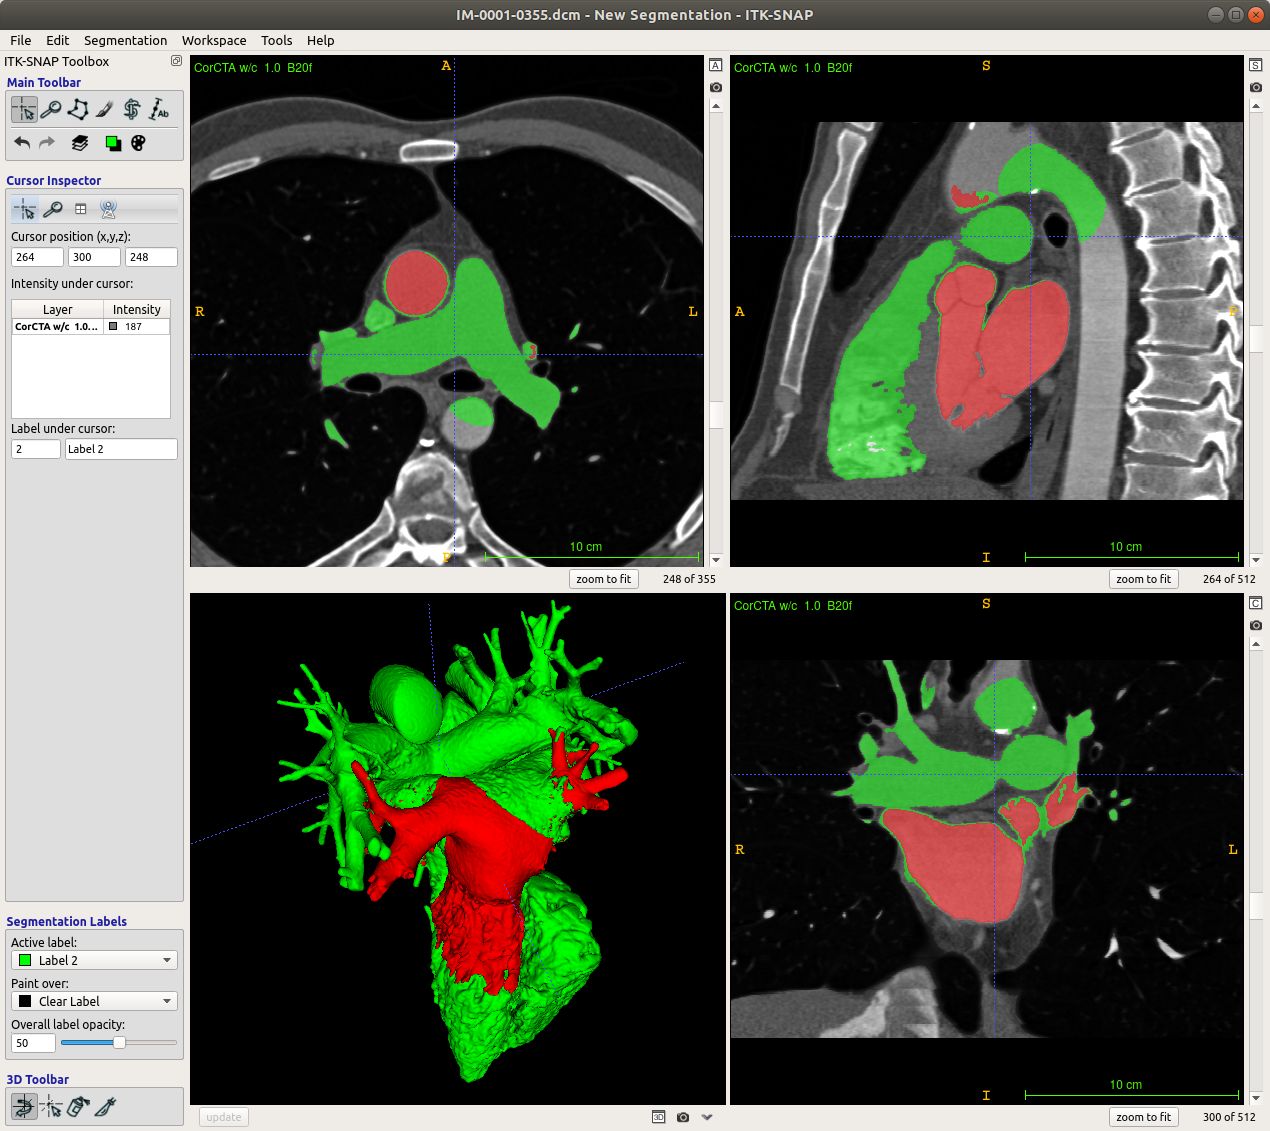 IM-0001-0355.dcm - New Segmentation - ITK-SNAP
File Edit Segmentation Workspace Tools Help
ITK-SNAP Toolbox
Main Toolbar
Ab
Cursor Inspector
Cursor position (x,y,z):
264 300 248
Intensity under cursor:
Layer Intensity
CorCTA w/c 1.0... 187
Label under cursor:
2 Label 2
Segmentation Labels
Active label:
Label 2
Paint over:
Clear Label
Overall label opacity:
50
3D Toolbar
CorCTA w/c 1.0 B20f
A
A
R
L
P
10 cm
zoom to fit 248 of 355
CorCTA w/c 1.0 B20f
S
S
A
P
I
10 cm
zoom to fit 264 of 512
update
3D
CorCTA w/c 1.0 B20f
S
C
R
L
I
10 cm
zoom to fit 300 of 512